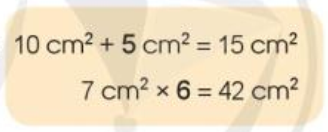 10 cm² + 5 cm² = 15 cm²
7 cm² × 6 = 42 cm²